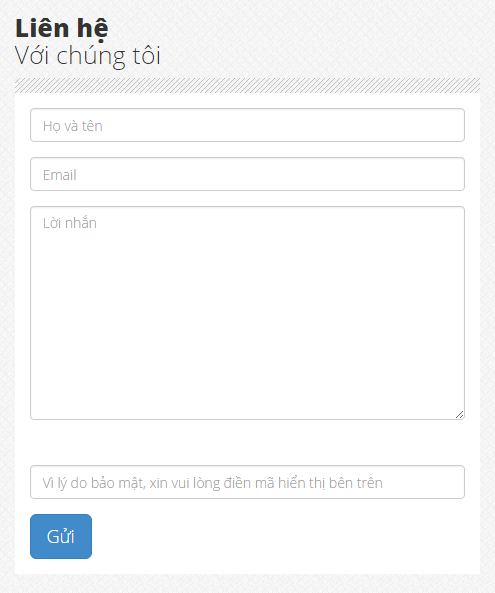 Liên hệ
Với chúng tôi
Họ và tên
Email
Lời nhắn
Vì lý do bảo mật, xin vui lòng điền mã hiển thị bên trên
Gửi